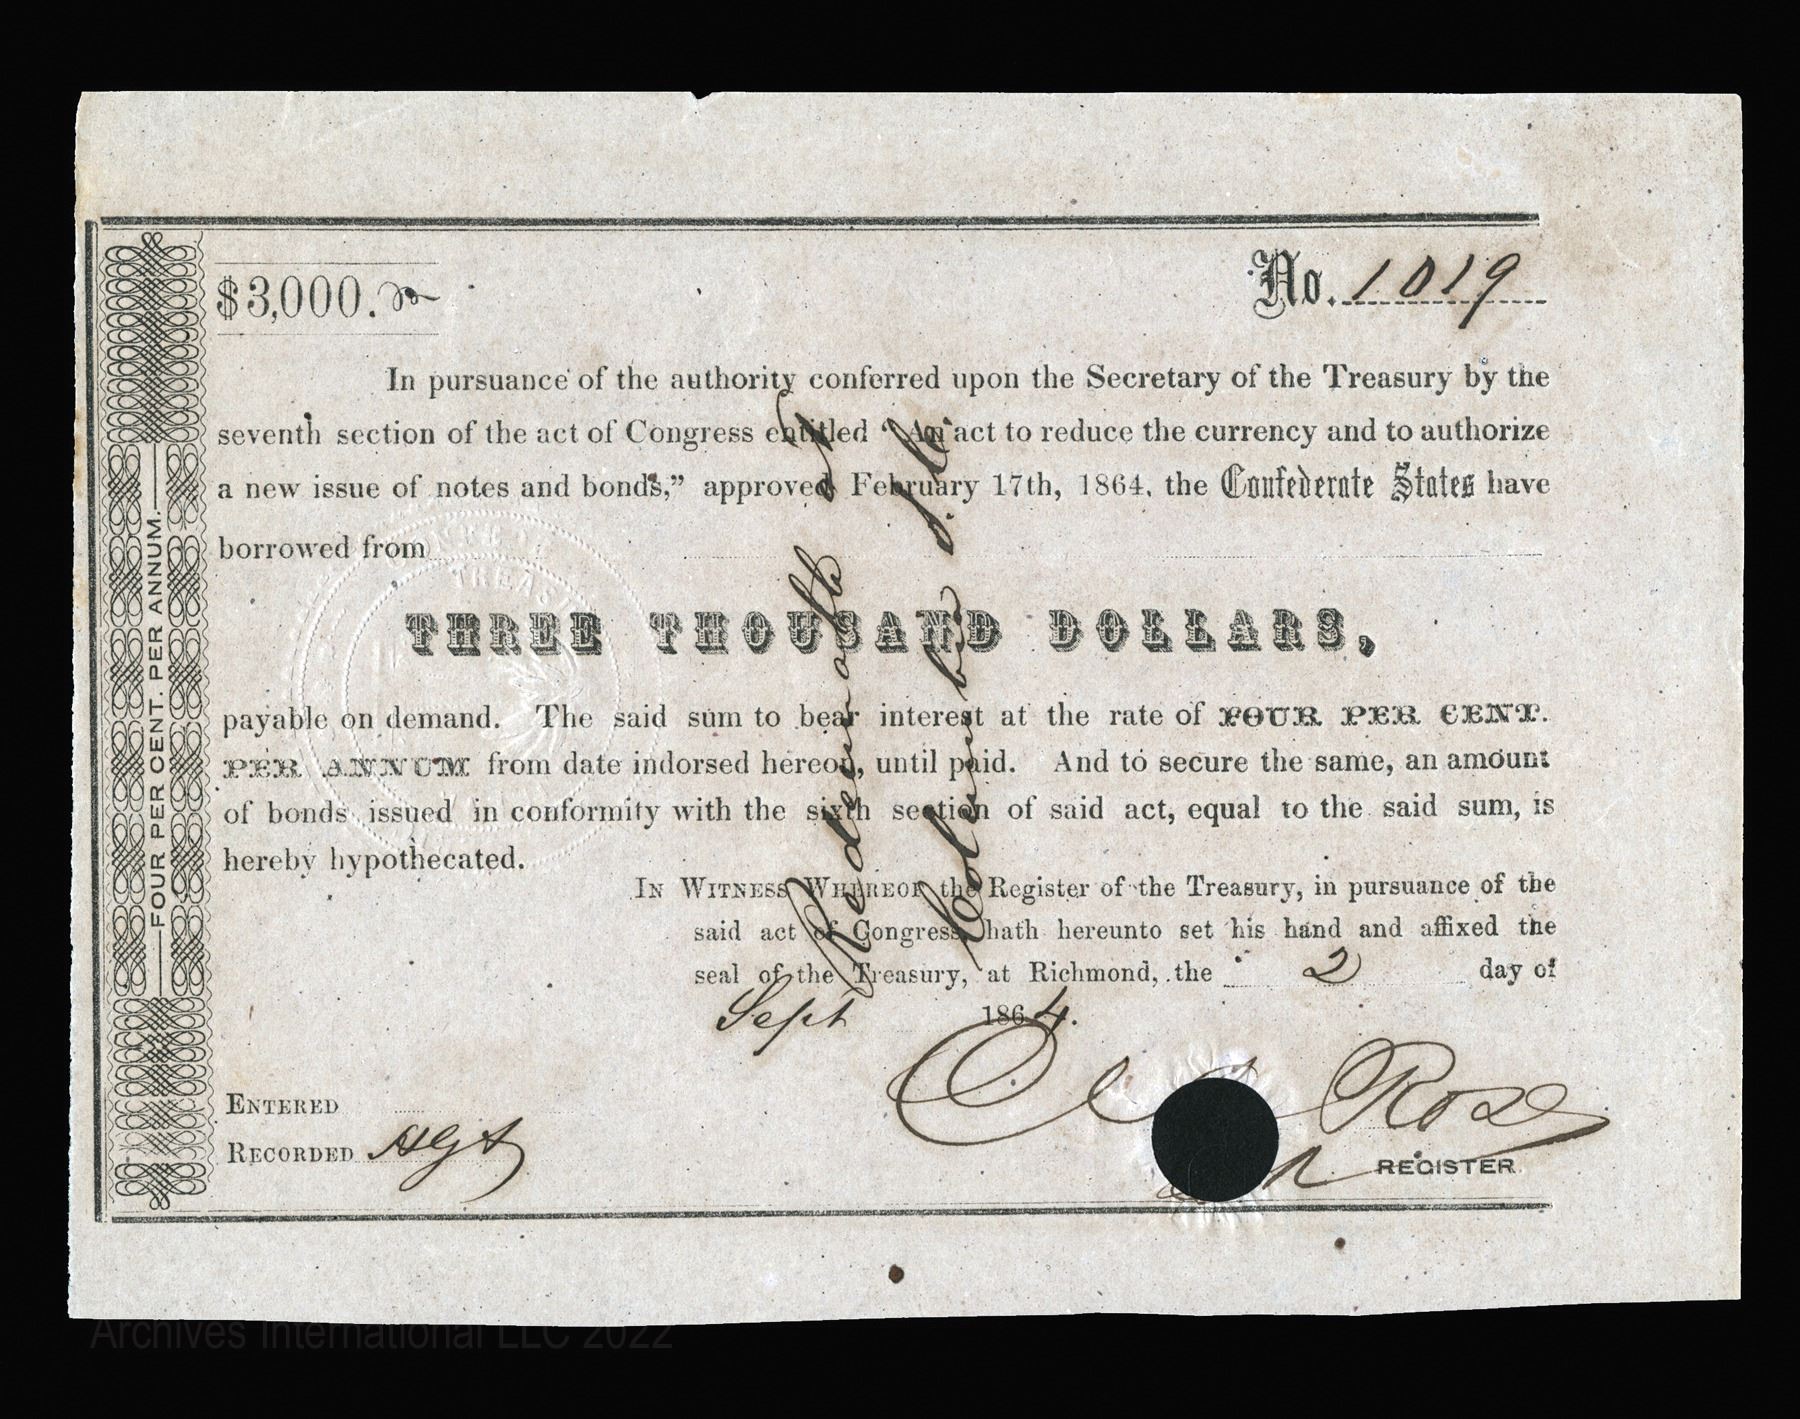 $3,000.
No. 1019
In pursuance of the authority conferred upon the Secretary of the Treasury by the
seventh section of the act of Congress entitled "An act to reduce the currency and to authorize
a new issue of notes and bonds," approved February 17th, 1864, the Confederate States have
borrowed from
THREE THOUSAND DOLLARS,
payable on demand. The said sum to bear interest at the rate of FOUR PER CENT.
PER ANNUM from date indorsed hereon, until paid. And to secure the same, an amount
of bonds issued in conformity with the sixth section of said act, equal to the said sum, is
hereby hypothecated.
IN WITNESS WHEREOF the Register of the Treasury, in pursuance of the
said act of Congress, hath hereunto set his hand and affixed the
seal of the Treasury, at Richmond, the 2 day of
Sept 1864.
Rose
REGISTER.
ENTERED
RECORDED
FOUR PER CENT. PER ANNUM.
Redeemable at
Columbia S.C.
TREAS
Archives International LLC 2022